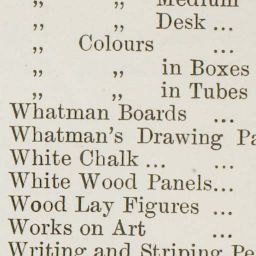 „ „ Medium
„ „ Desk ...
„ Colours ...
„ „ in Boxes
„ „ in Tubes
Whatman Boards ...
Whatman's Drawing Pa
White Chalk ... ...
White Wood Panels...
Wood Lay Figures ...
Works on Art ...
Writing and Striping Pe